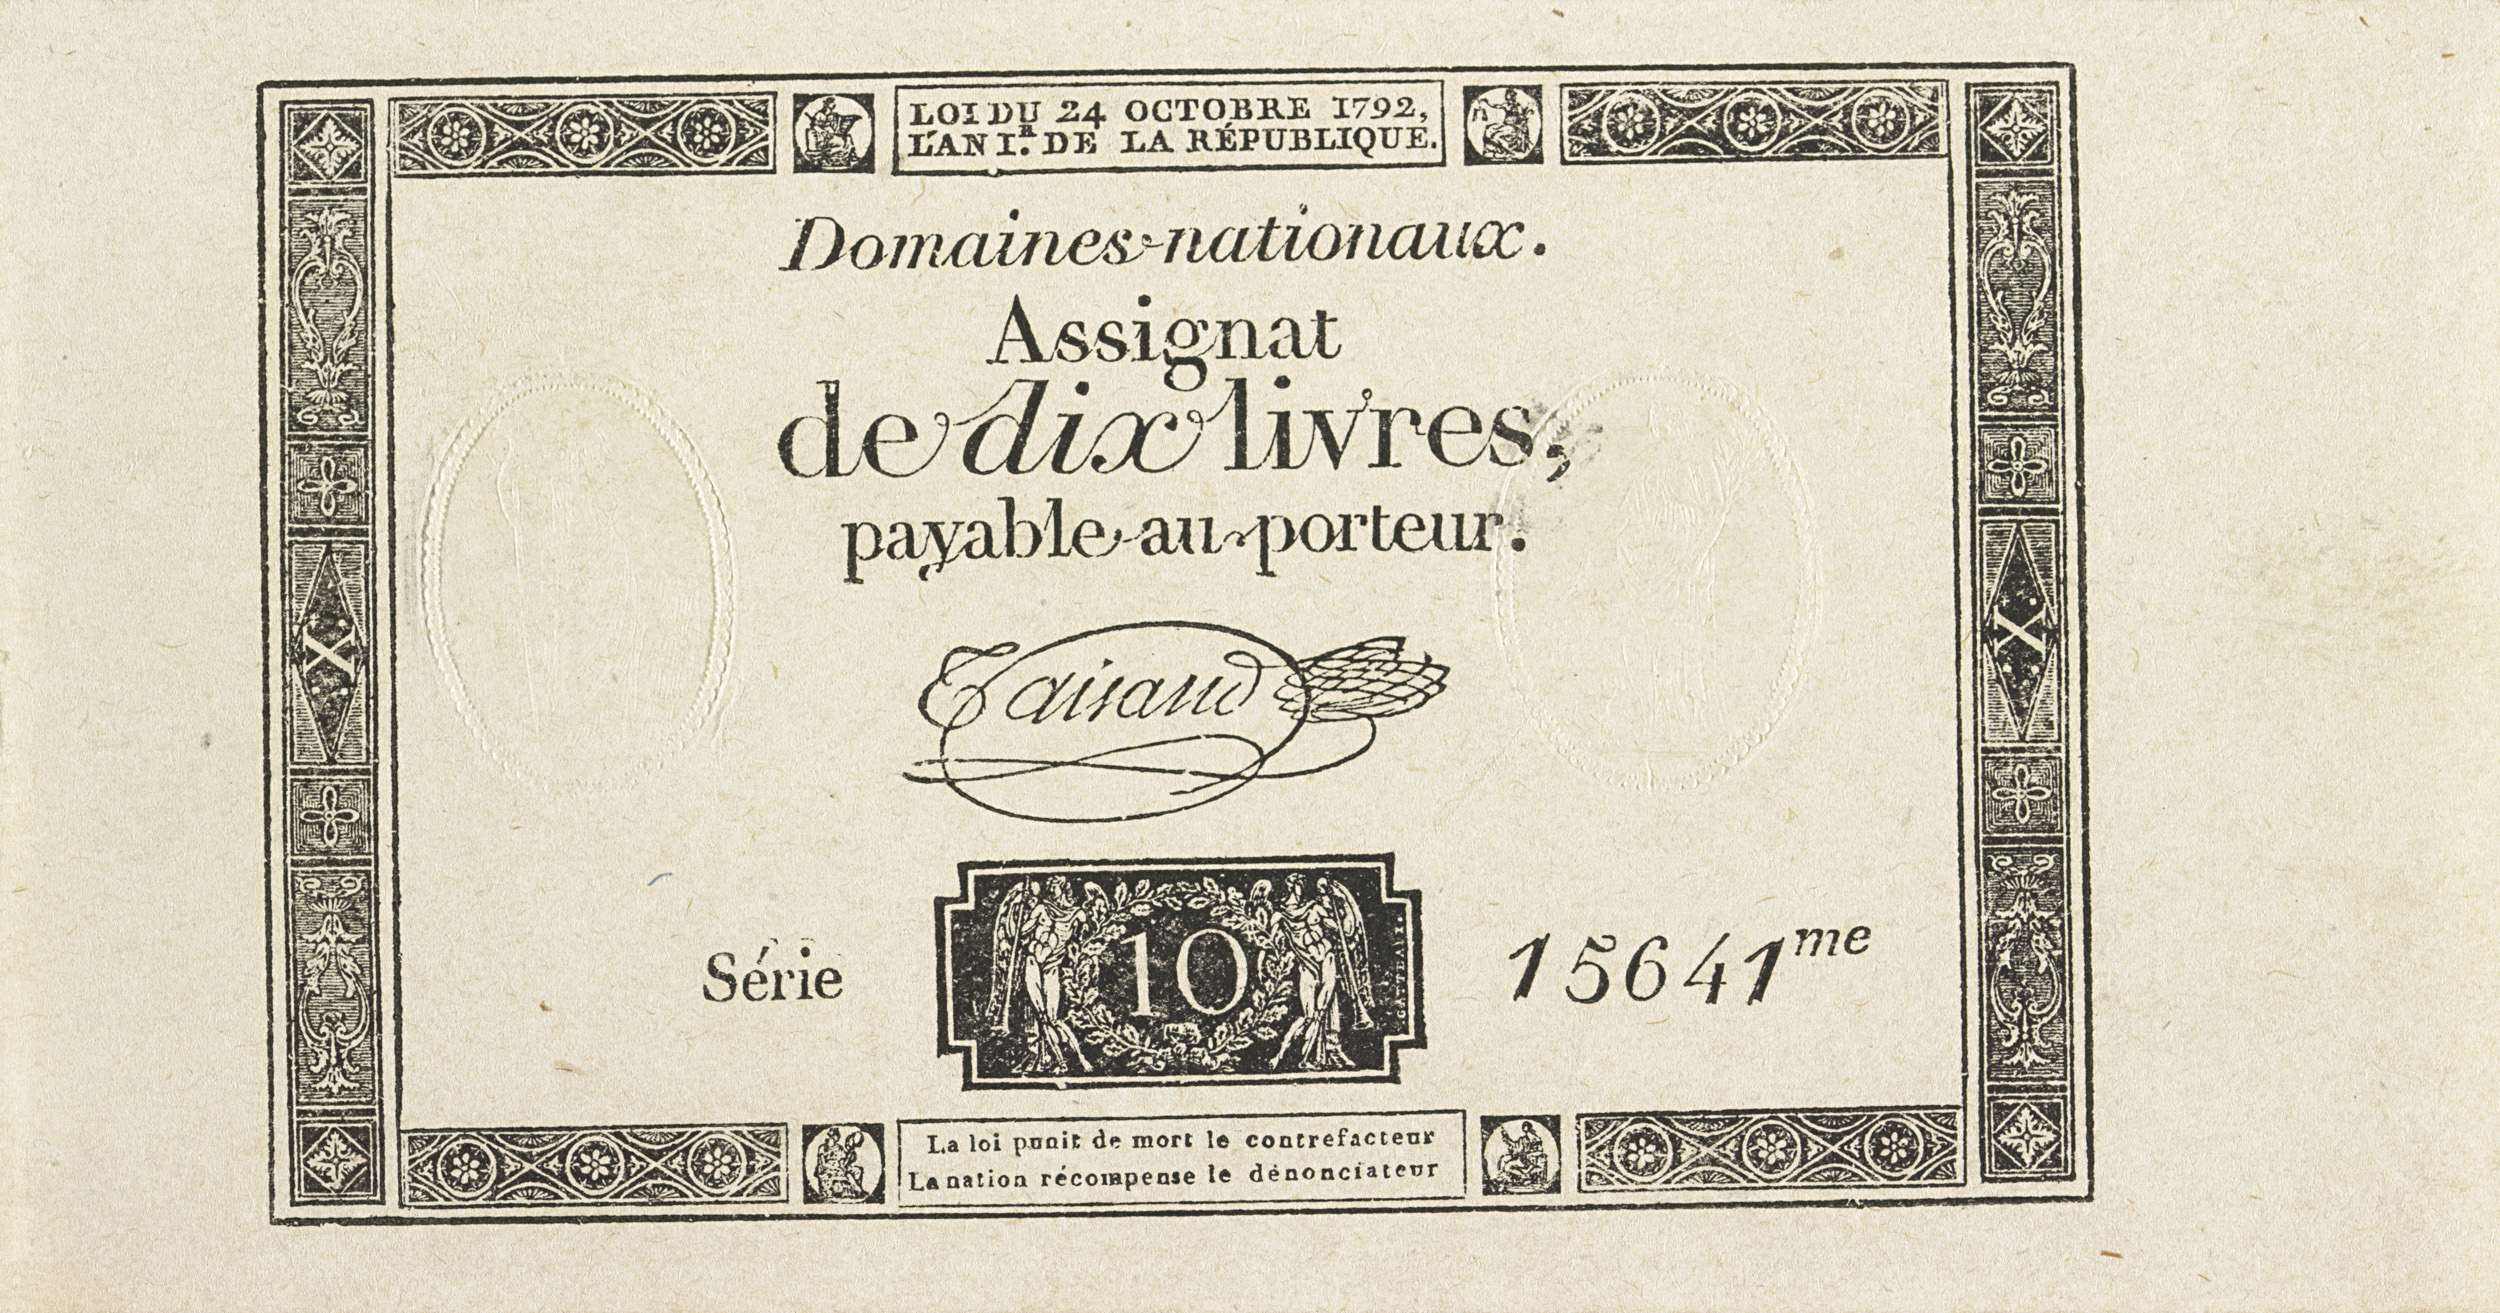 LOI DU 24 OCTOBRE 1792,
L'AN I.R DE LA RÉPUBLIQUE.
Domaines nationaux.
Assignat
de dix livres,
payable au porteur.
Taisaud
X X
Série 10 15641me
La loi punit de mort le contrefacteur
La nation récompense le dénonciateur